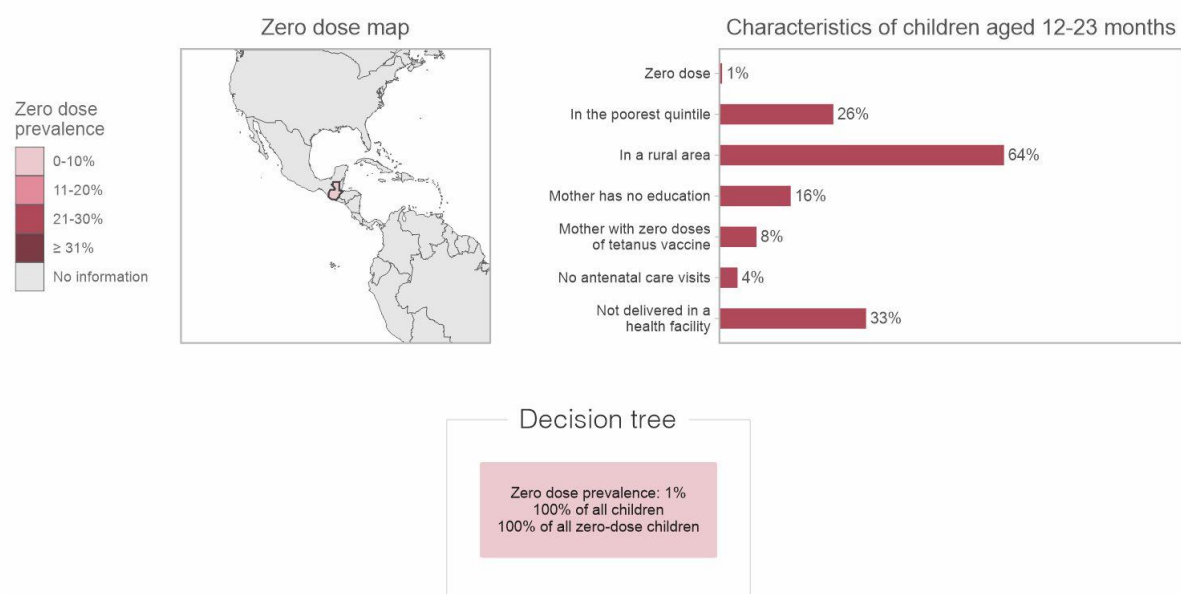 Zero dose map
Zero dose
prevalence
0-10%
11-20%
21-30%
≥ 31%
No information
Characteristics of children aged 12-23 months
Zero dose
1%
In the poorest quintile
26%
In a rural area
64%
Mother has no education
16%
Mother with zero doses
of tetanus vaccine
8%
No antenatal care visits
4%
Not delivered in a
health facility
33%
Decision tree
Zero dose prevalence: 1%
100% of all children
100% of all zero-dose children